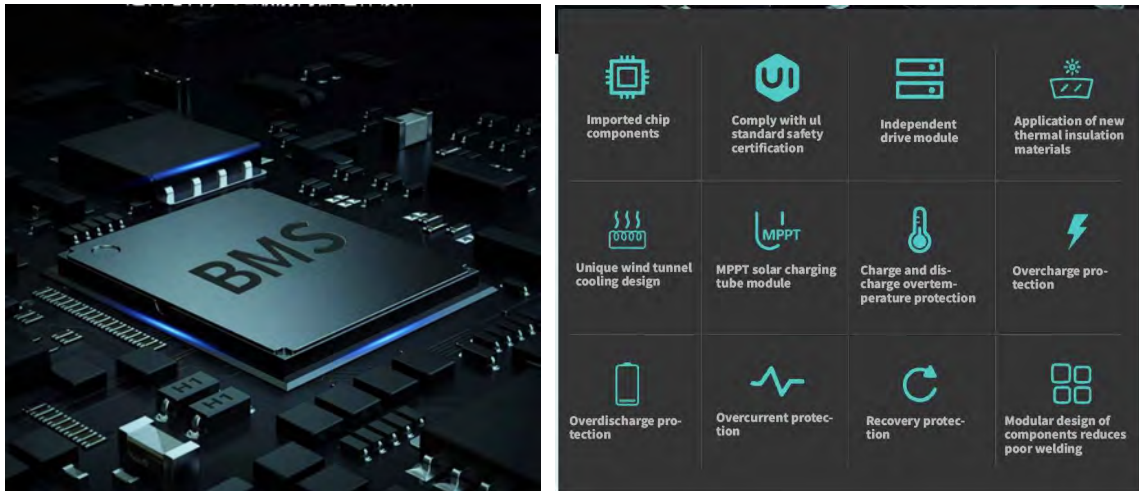 BMS
H1
H1
Imported chip
components
UI
Comply with ul
standard safety
certification
Independent
drive module
Application of new
thermal insulation
materials
Unique wind tunnel
cooling design
MPPT
MPPT solar charging
tube module
Charge and dis-
charge overtem-
perature protection
Overcharge pro-
tection
Overdischarge pro-
tection
Overcurrent protec-
tion
Recovery protec-
tion
Modular design of
components reduces
poor welding